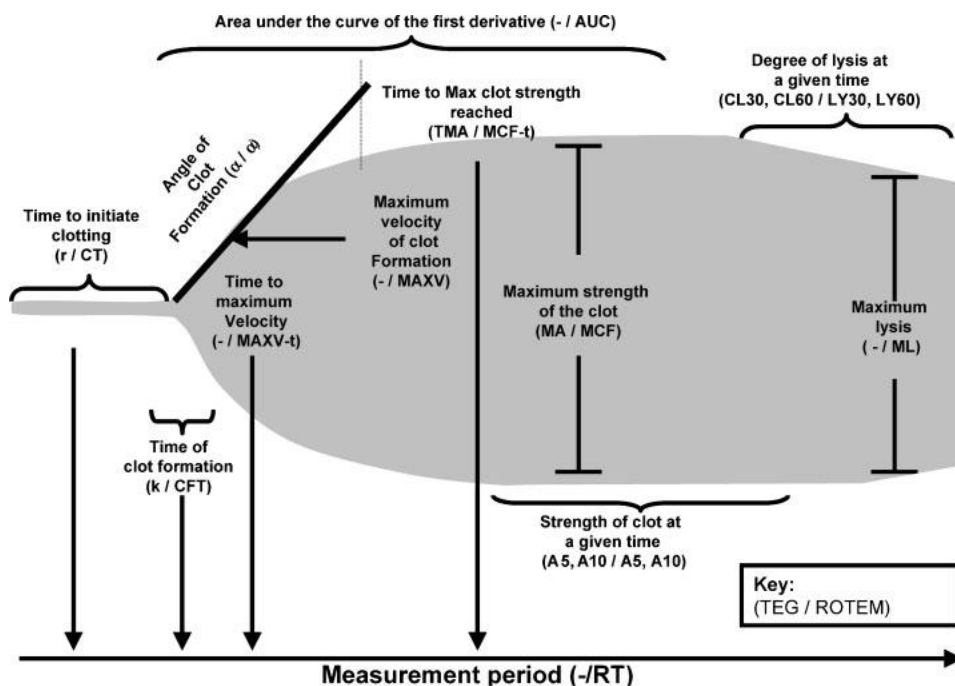 Area under the curve of the first derivative (- / AUC)
Degree of lysis at
a given time
(CL30, CL60 / LY30, LY60)
Time to Max clot strength
reached
(TMA / MCF-t)
Angle of
Clot
Formation (α / α)
Time to initiate
clotting
(r / CT)
Maximum
velocity
of clot
Formation
(- / MAXV)
Time to
maximum
Velocity
(- / MAXV-t)
Maximum strength
of the clot
(MA / MCF)
Maximum
lysis
( - / ML)
Time of
clot formation
(k / CFT)
Strength of clot at
a given time
(A5, A10 / A5, A10)
Key:
(TEG / ROTEM)
Measurement period (-/RT)